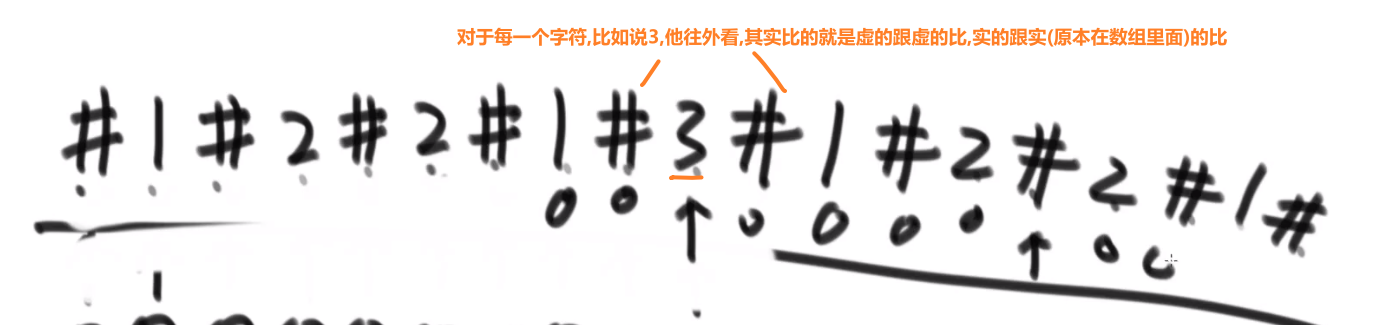 对于每一个字符,比如说3,他往外看,其实比的就是虚的跟虚的比,实的跟实(原本在数组里面)的比
#1#2#2#1#3#1#2#2#1#
0 0 ↑ 0 0 0 0 ↑ 0
1